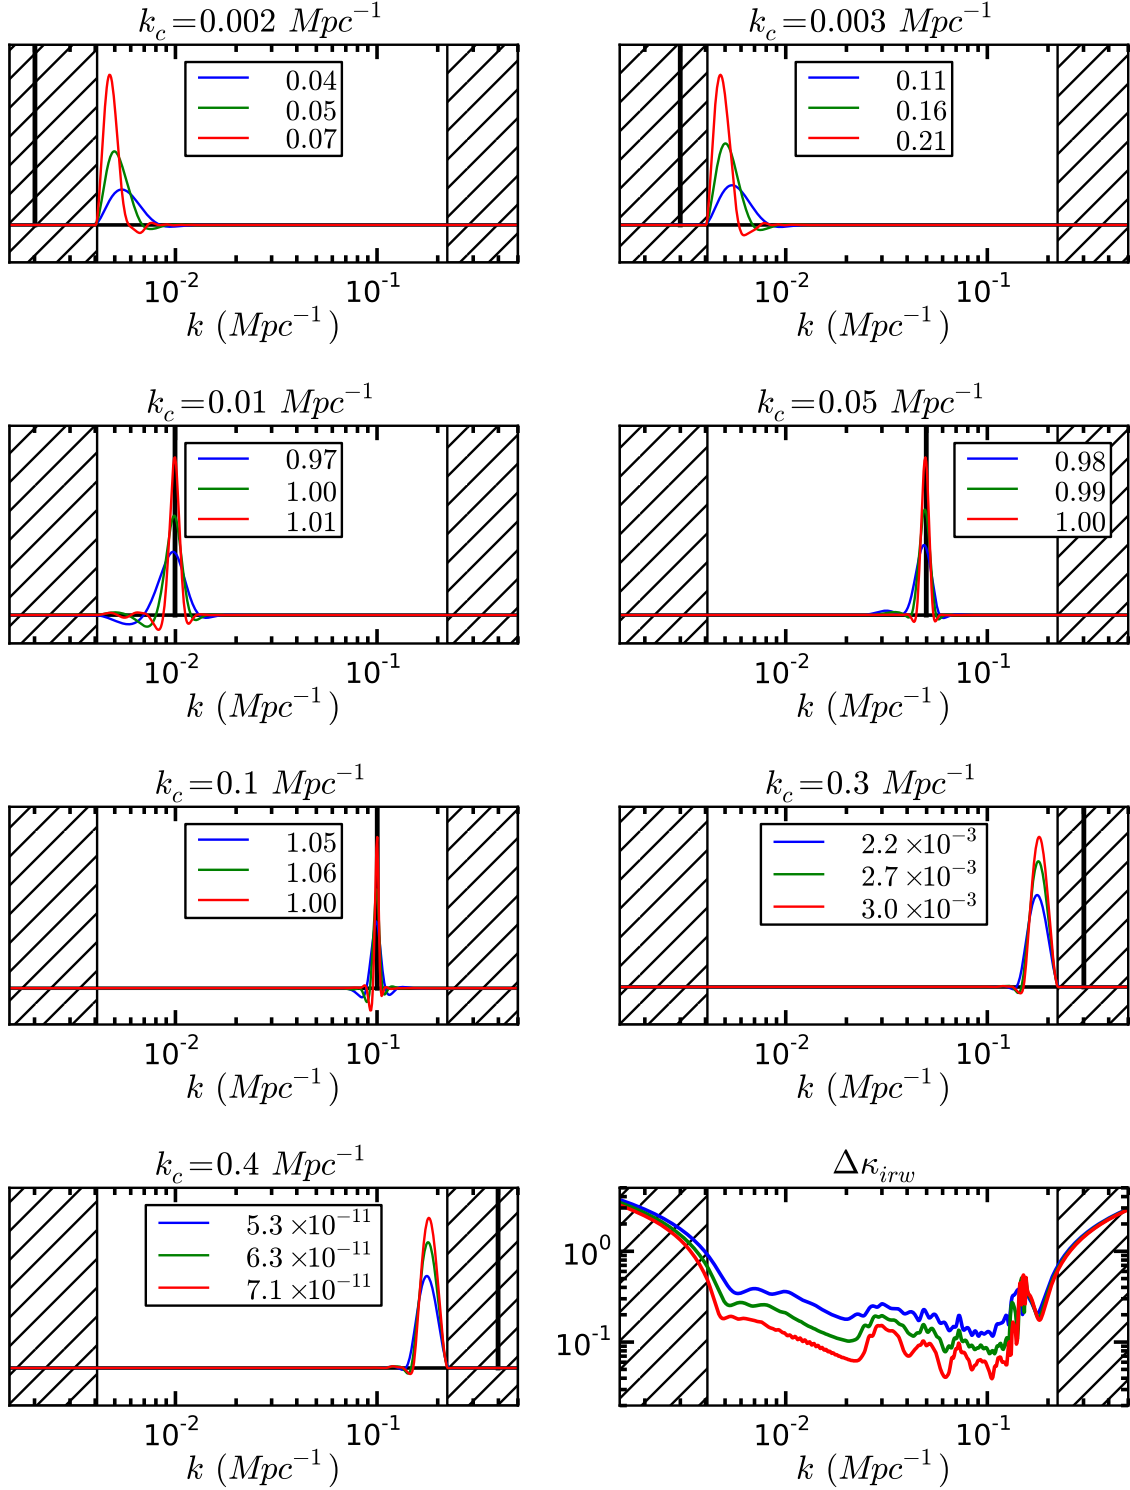 k_c=0.002 Mpc⁻¹
0.04
0.05
0.07
10⁻² 10⁻¹
k (Mpc⁻¹)
k_c=0.003 Mpc⁻¹
0.11
0.16
0.21
10⁻² 10⁻¹
k (Mpc⁻¹)
k_c=0.01 Mpc⁻¹
0.97
1.00
1.01
10⁻² 10⁻¹
k (Mpc⁻¹)
k_c=0.05 Mpc⁻¹
0.98
0.99
1.00
10⁻² 10⁻¹
k (Mpc⁻¹)
k_c=0.1 Mpc⁻¹
1.05
1.06
1.00
10⁻² 10⁻¹
k (Mpc⁻¹)
k_c=0.3 Mpc⁻¹
2.2×10⁻³
2.7×10⁻³
3.0×10⁻³
10⁻² 10⁻¹
k (Mpc⁻¹)
k_c=0.4 Mpc⁻¹
5.3×10⁻¹¹
6.3×10⁻¹¹
7.1×10⁻¹¹
10⁻² 10⁻¹
k (Mpc⁻¹)
Δκ_irw
10⁰
10⁻¹
10⁻² 10⁻¹
k (Mpc⁻¹)